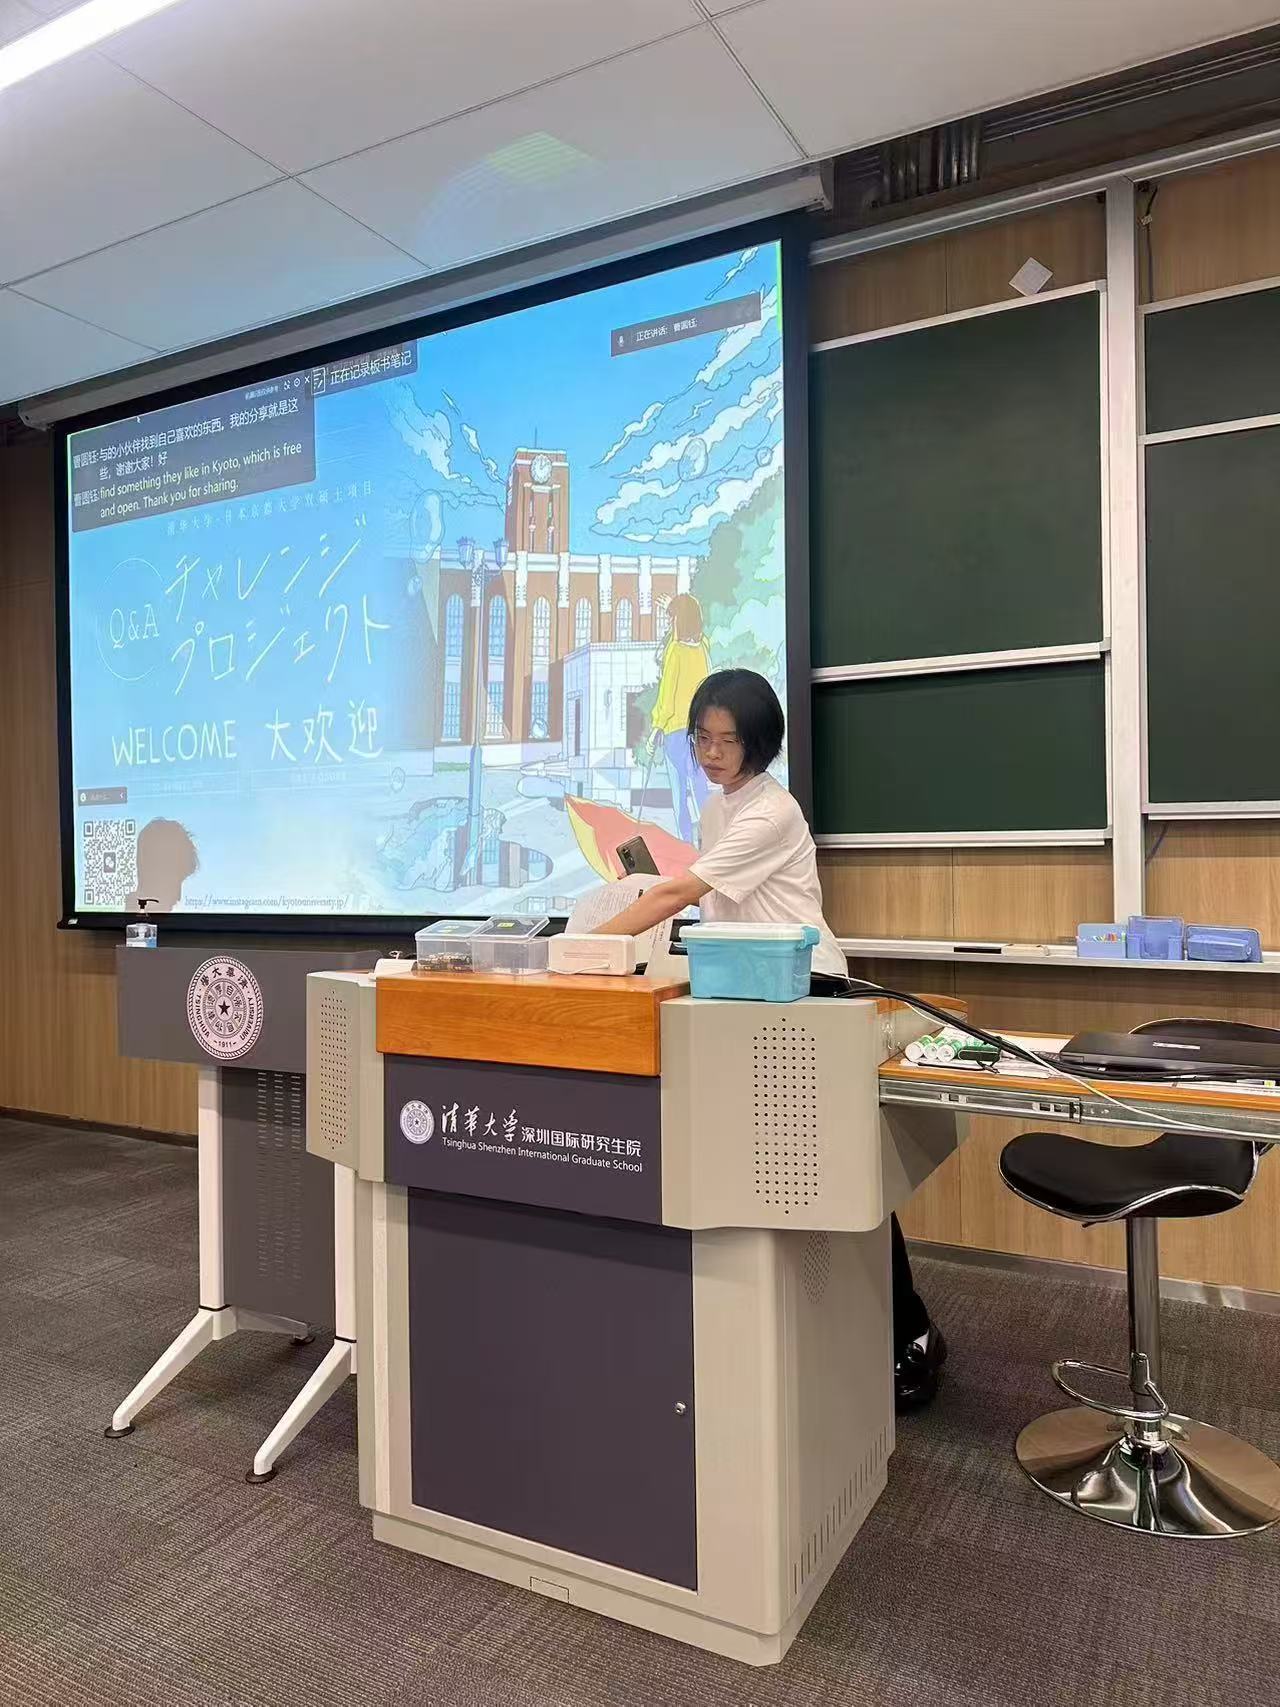 正在讲话: 曹圆钰;
正在记录板书笔记
曹圆钰:与的小伙伴找到自己喜欢的东西，我的分享就是这
些，谢谢大家！好
曹圆钰:find something they like in Kyoto, which is free
and open. Thank you for sharing.
清华大学-日本京都大学双硕士项目
Q&A
チャレンジ
プロジェクト
WELCOME 大欢迎
https://www.instagram.com/kyotouniversity.jp/
TSINGHUA UNIVERSITY
-1911-
清华大学深圳国际研究生院
Tsinghua Shenzhen International Graduate School